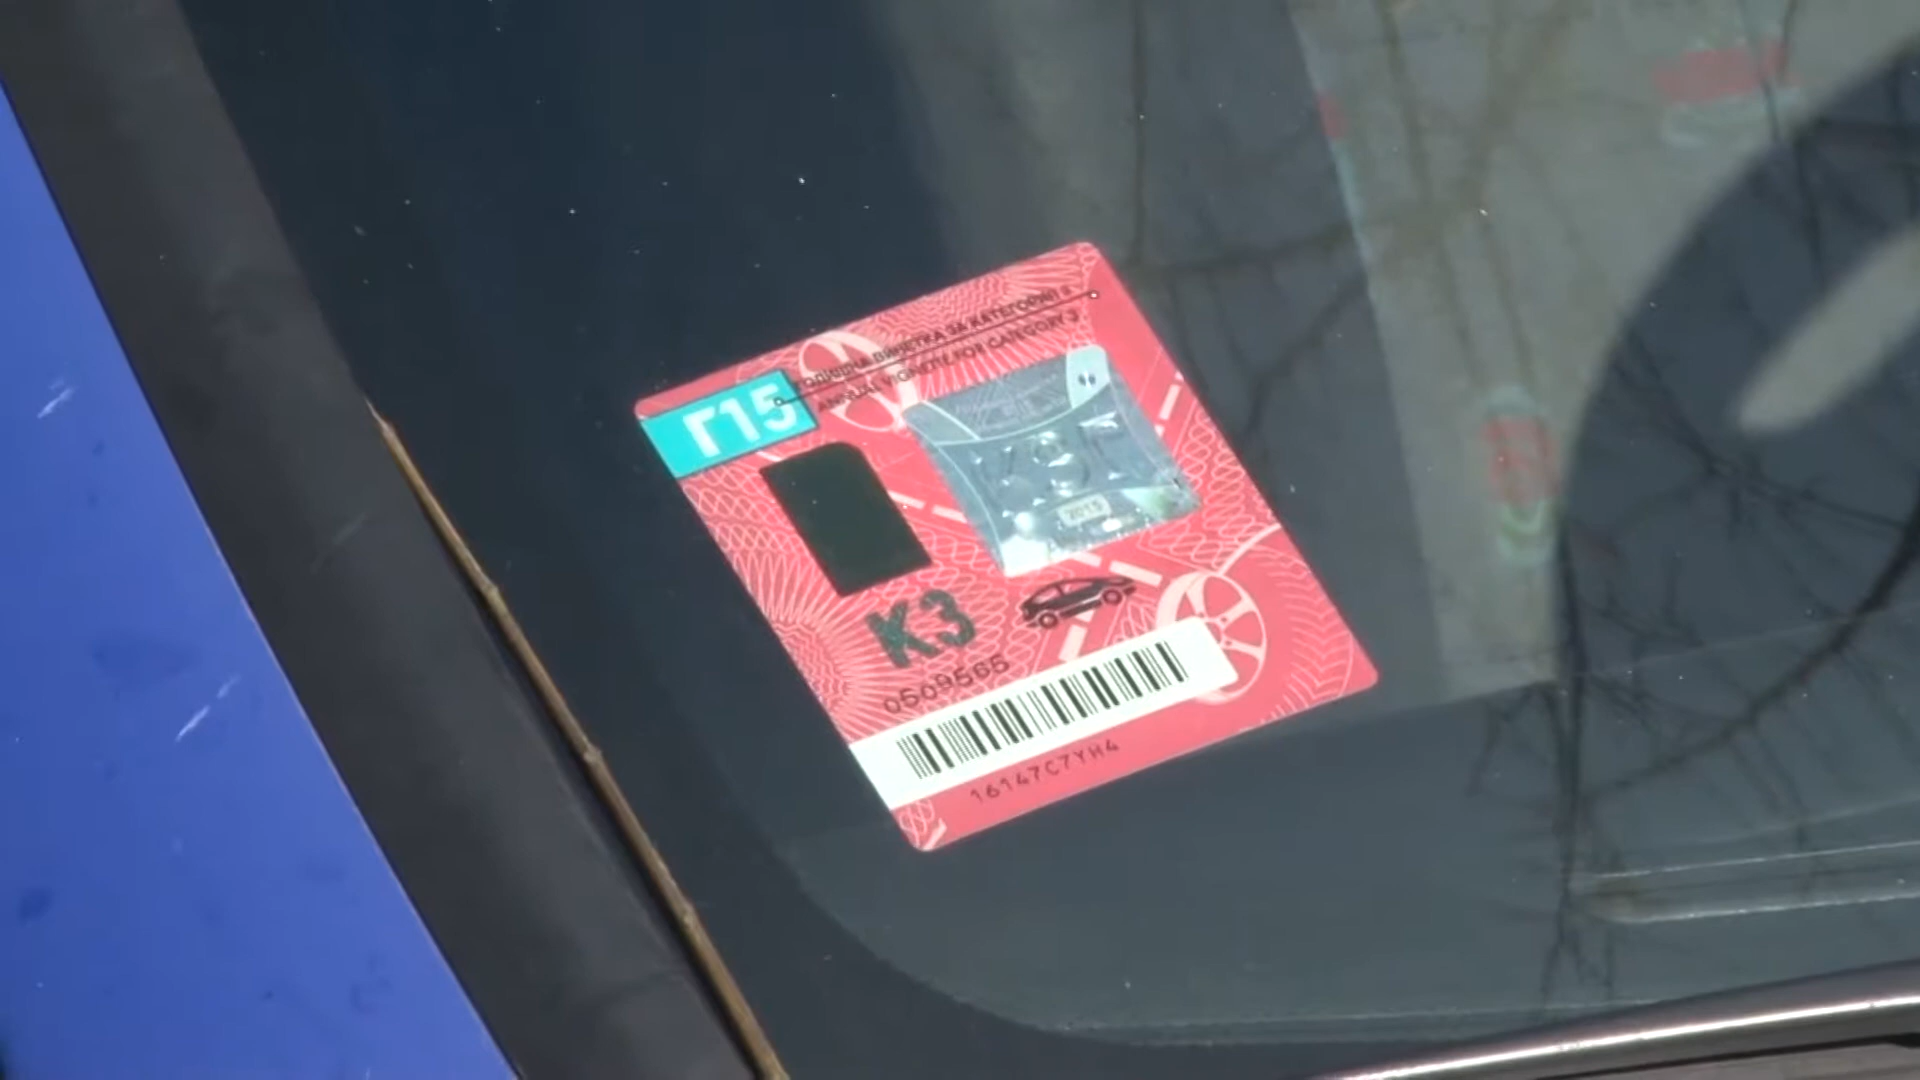 ГОДИШНА ВИНЕТКА ЗА КАТЕГОРИЯ 3
ANNUAL VIGNETTE FOR CATEGORY 3
Г15
2015
К3
0509565
16147C7YH4